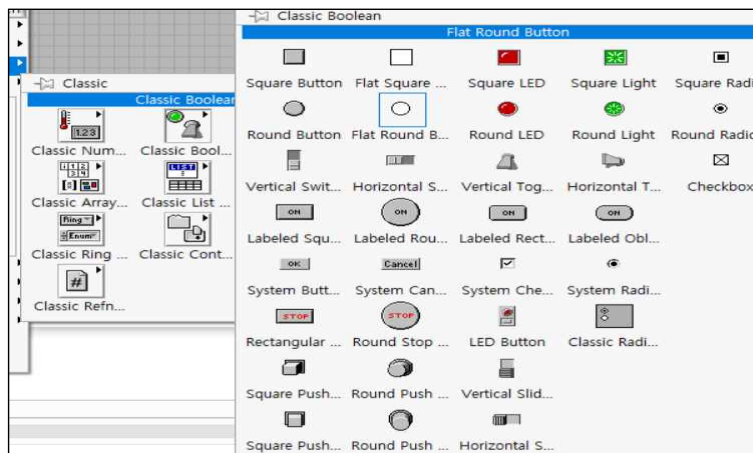 Classic Boolean
Flat Round Button
Square Button Flat Square ... Square LED Square Light Square Radi
Round Button Flat Round B... Round LED Round Light Round Radio
Vertical Swit... Horizontal S... Vertical Tog... Horizontal T... Checkbox
ON ON ON ON
Labeled Squ... Labeled Rou... Labeled Rect... Labeled Obl...
OK Cancel
System Butt... System Can... System Che... System Radi...
STOP STOP
Rectangular ... Round Stop ... LED Button Classic Radi...
Square Push... Round Push... Vertical Slid...
Square Push... Round Push ... Horizontal S...
Classic
Classic Boolean
1.23
Classic Num... Classic Bool...
LIST
Classic Array... Classic List ...
Ring
Enum
Classic Ring ... Classic Cont...
#
Classic Refn...